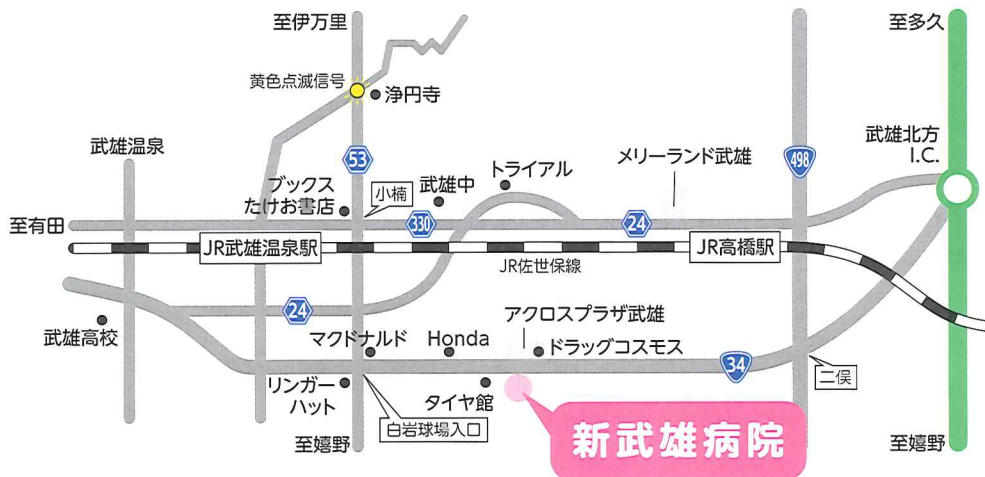 至伊万里
至多久
黄色点滅信号
浄円寺
武雄温泉
53
498
武雄北方
I.C.
ブックス
たけお書店
小楠
武雄中
トライアル
メリーランド武雄
至有田
330
24
JR武雄温泉駅
JR佐世保線
JR高橋駅
24
武雄高校
マクドナルド
Honda
アクロスプラザ武雄
ドラッグコスモス
34
二俣
リンガー
ハット
タイヤ館
白岩球場入口
新武雄病院
至嬉野
至嬉野